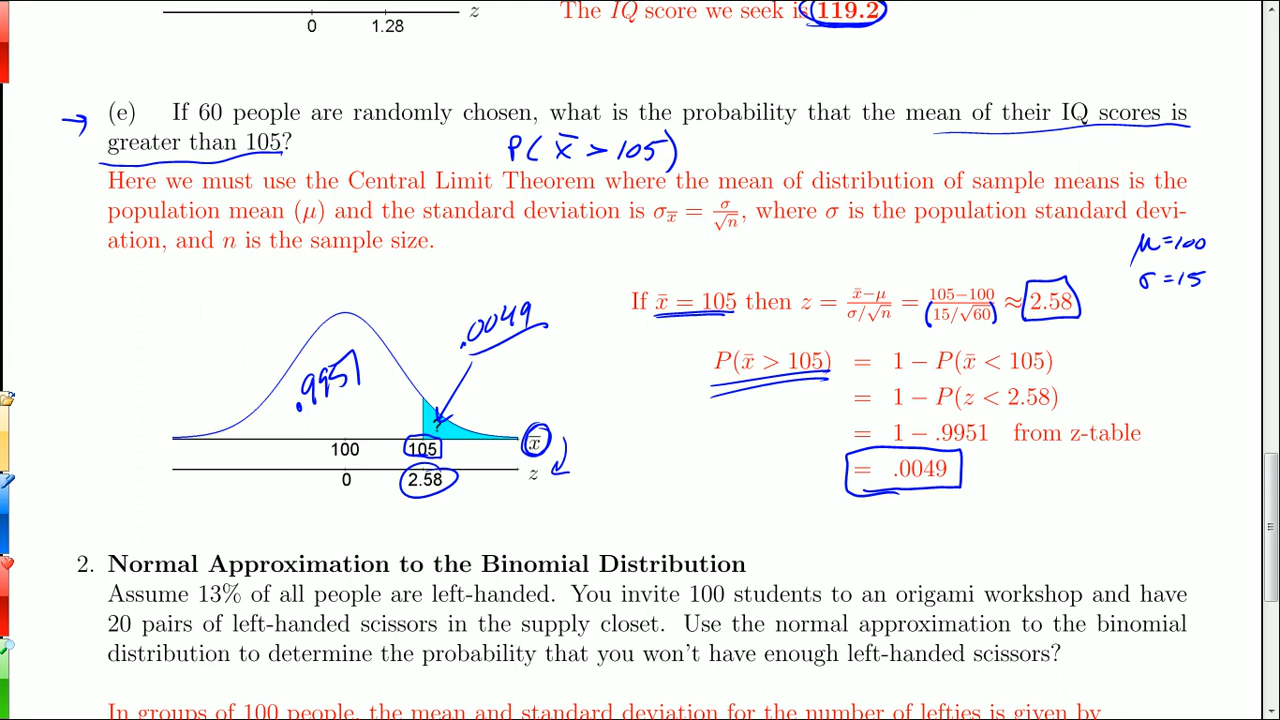 z
0 1.28
The IQ score we seek is 119.2
(e) If 60 people are randomly chosen, what is the probability that the mean of their IQ scores is
greater than 105?
P( x̄ > 105)
Here we must use the Central Limit Theorem where the mean of distribution of sample means is the
population mean (μ) and the standard deviation is σx̄ = σ/√n, where σ is the population standard devi-
ation, and n is the sample size.
μ=100
σ=15
If x̄ = 105 then z = x̄−μ/σ/√n = 105−100/(15/√60) ≈ 2.58
.0049
.9951
P(x̄ > 105) = 1 − P(x̄ < 105)
= 1 − P(z < 2.58)
= 1 − .9951 from z-table
= .0049
100 105 x̄
0 2.58 z
2. Normal Approximation to the Binomial Distribution
Assume 13% of all people are left-handed. You invite 100 students to an origami workshop and have
20 pairs of left-handed scissors in the supply closet. Use the normal approximation to the binomial
distribution to determine the probability that you won't have enough left-handed scissors?
In groups of 100 people, the mean and standard deviation for the number of lefties is given by